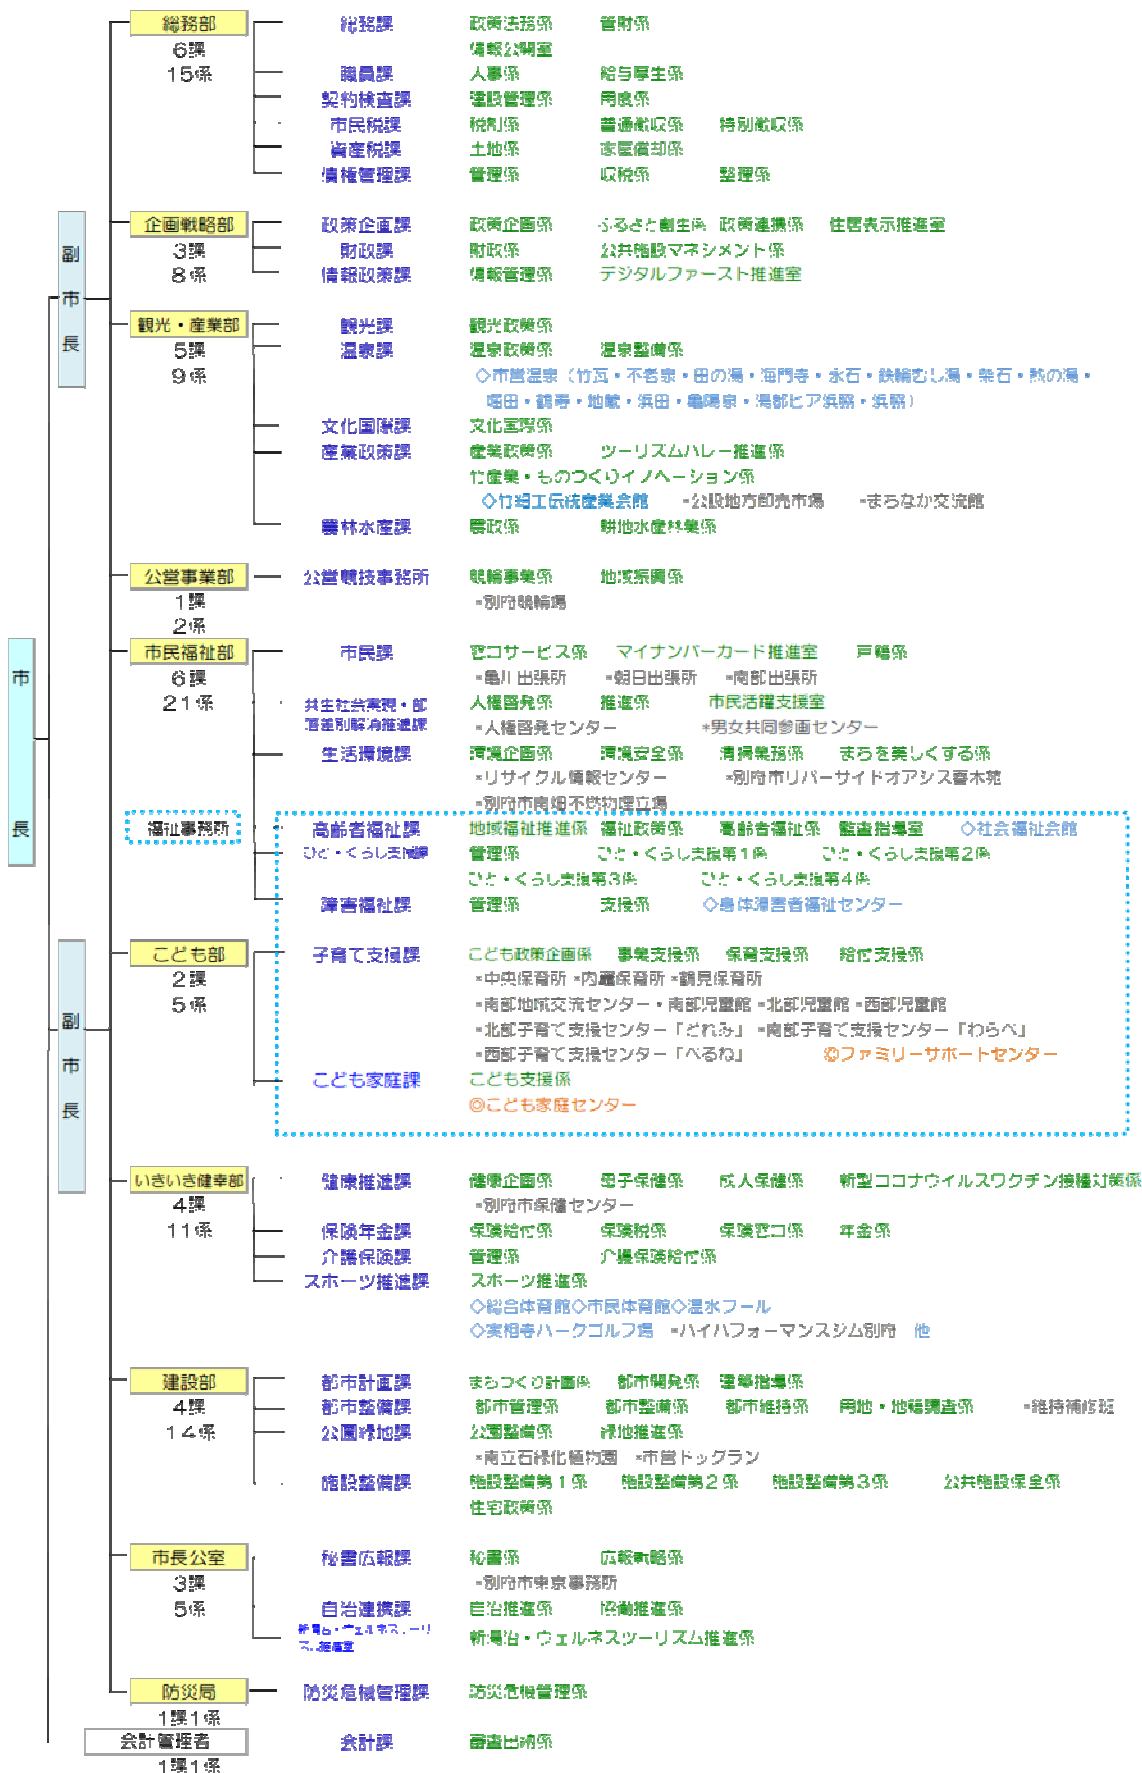 総務部 総務課 政策法務係 管財係
6課 情報公開室
15係 職員課 人事係 給与厚生係
契約検査課 建設管理係 用度係
市民税課 税制係 普通徴収係 特別徴収係
資産税課 土地係 家屋償却係
債権管理課 管理係 収税係 整理係
企画戦略部 政策企画課 政策企画係 ふるさと創生係 政策連携係 住居表示推進室
3課 財政課 財政係 公共施設マネジメント係
8係 情報政策課 情報管理係 デジタルファースト推進室
副市長
観光・産業部 観光課 観光政策係
5課 温泉課 温泉政策係 温泉整備係
9係 ◇市営温泉（竹瓦・不老泉・田の湯・海門寺・永石・鉄輪むし湯・柴石・熱の湯・
堀田・鶴寿・地蔵・浜田・亀陽泉・湯都ピア浜脇・浜脇）
文化国際課 文化国際係
産業政策課 産業政策係 ツーリズムバレー推進係
竹産業・ものづくりイノベーション係
◇竹細工伝統産業会館 *公設地方卸売市場 *まちなか交流館
農林水産課 農政係 耕地水産林業係
公営事業部 公営競技事務所 競輪事業係 地域振興係
1課 *別府競輪場
2係
市長
市民福祉部 市民課 窓口サービス係 マイナンバーカード推進室 戸籍係
6課 *亀川出張所 *朝日出張所 *南部出張所
21係 共生社会実現・部落差別解消推進課 人権啓発係 推進係 市民活躍支援室
*人権啓発センター *男女共同参画センター
生活環境課 環境企画係 環境安全係 清掃業務係 まちを美しくする係
*リサイクル情報センター *別府市リバーサイドオアシス春木苑
*別府市南畑不燃物埋立場
福祉事務所 高齢者福祉課 地域福祉推進係 福祉政策係 高齢者福祉係 監査指導室 ◇社会福祉会館
ひと・くらし支援課 管理係 ひと・くらし支援第1係 ひと・くらし支援第2係
ひと・くらし支援第3係 ひと・くらし支援第4係
障害福祉課 管理係 支援係 ◇身体障害者福祉センター
副市長
こども部 子育て支援課 こども政策企画係 事業支援係 保育支援係 給付支援係
2課 *中央保育所 *内竈保育所 *鶴見保育所
5係 *南部地域交流センター・南部児童館 *北部児童館 *西部児童館
*北部子育て支援センター「どれみ」 *南部子育て支援センター「わらべ」
*西部子育て支援センター「べるね」 ◎ファミリーサポートセンター
こども家庭課 こども支援係
◎こども家庭センター
いきいき健幸部 健康推進課 健康企画係 母子保健係 成人保健係 新型コロナウイルスワクチン接種対策係
4課 *別府市保健センター
11係 保険年金課 保険給付係 保険税係 保険窓口係 年金係
介護保険課 管理係 介護保険給付係
スポーツ推進課 スポーツ推進係
◇総合体育館◇市民体育館◇温水プール
◇実相寺パークゴルフ場 *ハイパフォーマンスジム別府 他
建設部 都市計画課 まちづくり計画係 都市開発係 建築指導係
4課 都市整備課 都市管理係 都市整備係 都市維持係 用地・地籍調査係 *維持補修班
14係 公園緑地課 公園整備係 緑地推進係
*南立石緑化植物園 *市営ドッグラン
施設整備課 施設整備第1係 施設整備第2係 施設整備第3係 公共施設保全係
住宅政策係
市長公室 秘書広報課 秘書係 広報戦略係
3課 *別府市東京事務所
5係 自治連携課 自治推進係 協働推進係
新湯治・ウェルネスツーリズム推進室 新湯治・ウェルネスツーリズム推進係
防災局 防災危機管理課 防災危機管理係
1課1係
会計管理者 会計課 審査出納係
1課1係